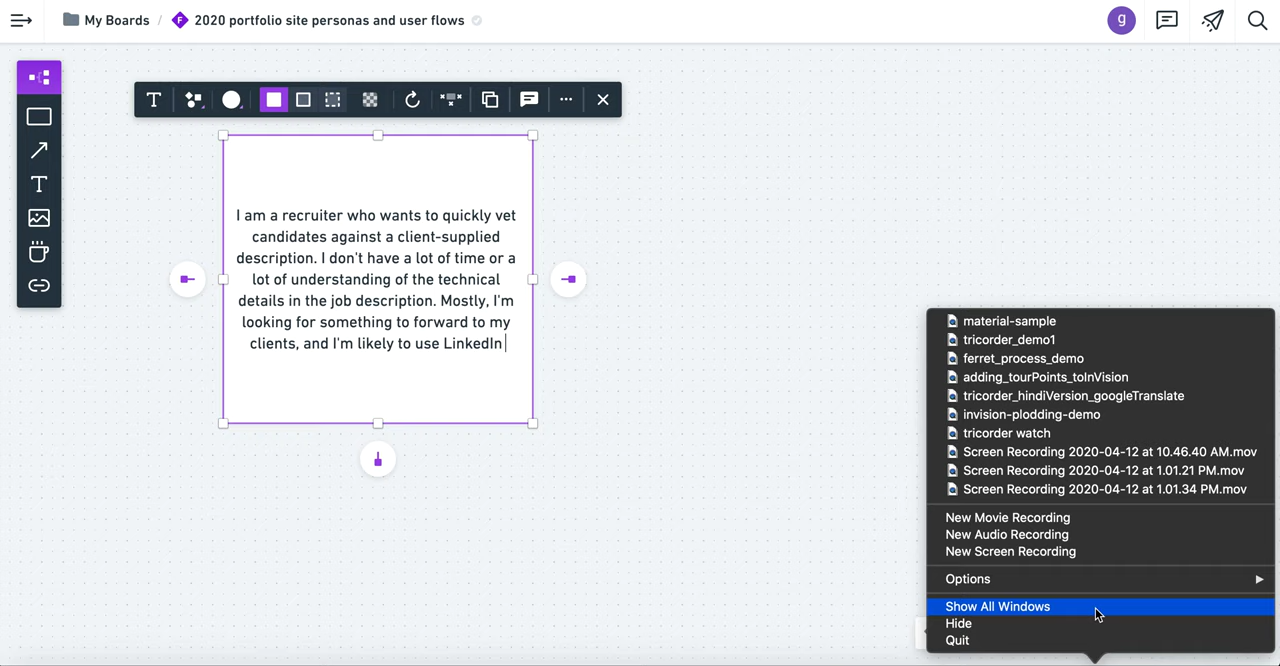 My Boards / 2020 portfolio site personas and user flows
g
T
T
I am a recruiter who wants to quickly vet
candidates against a client-supplied
description. I don't have a lot of time or a
lot of understanding of the technical
details in the job description. Mostly, I'm
looking for something to forward to my
clients, and I'm likely to use LinkedIn
material-sample
tricorder_demo1
ferret_process_demo
adding_tourPoints_toInVision
tricorder_hindiVersion_googleTranslate
invision-plodding-demo
tricorder watch
Screen Recording 2020-04-12 at 10.46.40 AM.mov
Screen Recording 2020-04-12 at 1.01.21 PM.mov
Screen Recording 2020-04-12 at 1.01.34 PM.mov
New Movie Recording
New Audio Recording
New Screen Recording
Options
Show All Windows
Hide
Quit